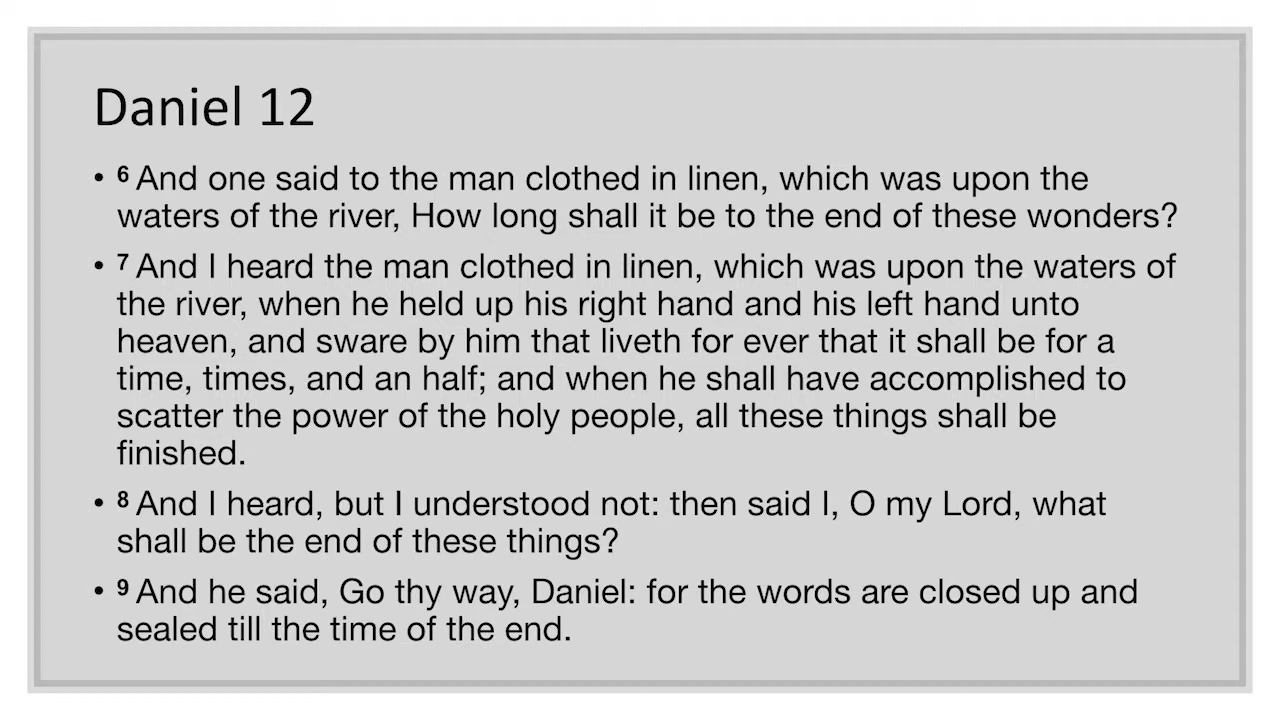 Daniel 12
• 6 And one said to the man clothed in linen, which was upon the
waters of the river, How long shall it be to the end of these wonders?
• 7 And I heard the man clothed in linen, which was upon the waters of
the river, when he held up his right hand and his left hand unto
heaven, and sware by him that liveth for ever that it shall be for a
time, times, and an half; and when he shall have accomplished to
scatter the power of the holy people, all these things shall be
finished.
• 8 And I heard, but I understood not: then said I, O my Lord, what
shall be the end of these things?
• 9 And he said, Go thy way, Daniel: for the words are closed up and
sealed till the time of the end.